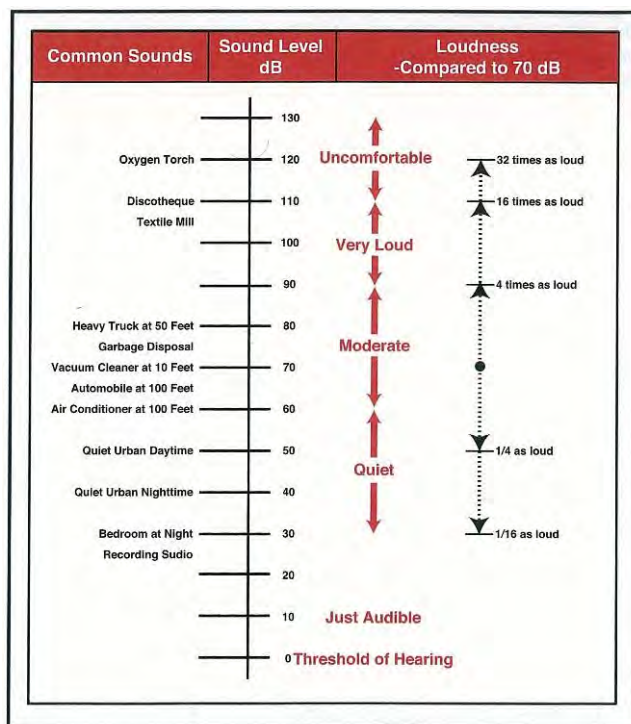 Common Sounds
Sound Level
dB
Loudness
-Compared to 70 dB
130
Oxygen Torch
120
Uncomfortable
32 times as loud
Discotheque
110
16 times as loud
Textile Mill
100
Very Loud
90
4 times as loud
Heavy Truck at 50 Feet
80
Garbage Disposal
Moderate
Vacuum Cleaner at 10 Feet
70
Automobile at 100 Feet
Air Conditioner at 100 Feet
60
Quiet Urban Daytime
50
1/4 as loud
Quiet
Quiet Urban Nighttime
40
Bedroom at Night
30
1/16 as loud
Recording Sudio
20
10
Just Audible
0
Threshold of Hearing